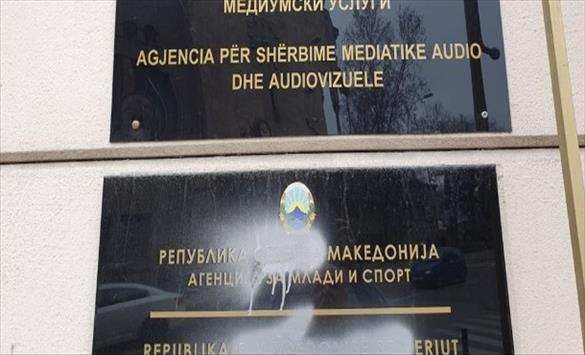 МЕДИУМСКИ УСЛУГИ
AGJENCIA PËR SHËRBIME MEDIATIKE AUDIO
DHE AUDIOVIZUELE
РЕПУБЛИКА МАКЕДОНИЈА
АГЕНЦИЈА ЗА МЛАДИ И СПОРТ
REPUBLIKA